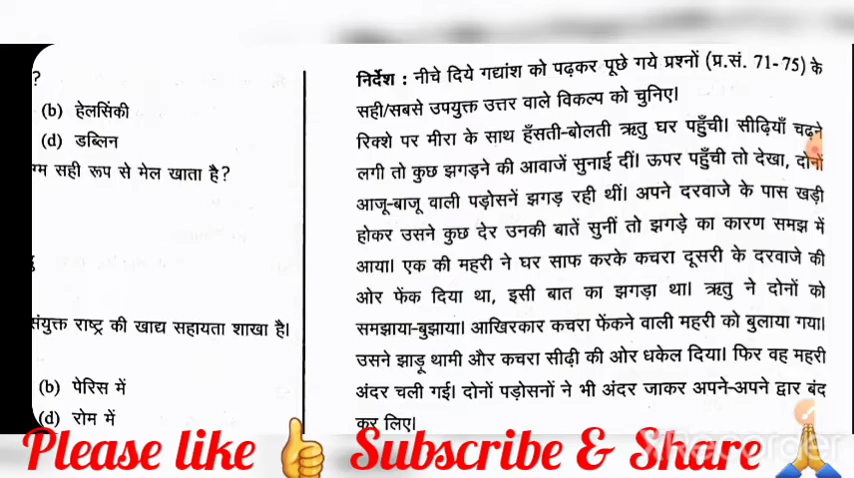 ?
(b) हेलसिंकी
(d) डब्लिन
ग्म सही रूप से मेल खाता है?
संयुक्त राष्ट्र की खाद्य सहायता शाखा है।
(b) पेरिस में
(d) रोम में
निर्देश : नीचे दिये गद्यांश को पढ़कर पूछे गये प्रश्नों (प्र.सं. 71-75) के
सही/सबसे उपयुक्त उत्तर वाले विकल्प को चुनिए।
रिक्शे पर मीरा के साथ हँसती-बोलती ऋतु घर पहुँची। सीढ़ियाँ चढ़ने
लगी तो कुछ झगड़ने की आवाजें सुनाई दीं। ऊपर पहुँची तो देखा, दोनों
आजू-बाजू वाली पड़ोसनें झगड़ रही थीं। अपने दरवाजे के पास खड़ी
होकर उसने कुछ देर उनकी बातें सुनीं तो झगड़े का कारण समझ में
आया। एक की महरी ने घर साफ करके कचरा दूसरी के दरवाजे की
ओर फेंक दिया था, इसी बात का झगड़ा था। ऋतु ने दोनों को
समझाया-बुझाया। आखिरकार कचरा फेंकने वाली महरी को बुलाया गया।
उसने झाड़ू थामी और कचरा सीढ़ी की ओर धकेल दिया। फिर वह महरी
अंदर चली गई। दोनों पड़ोसनों ने भी अंदर जाकर अपने-अपने द्वार बंद
कर लिए।
Please like Subscribe & Share
XRecorder